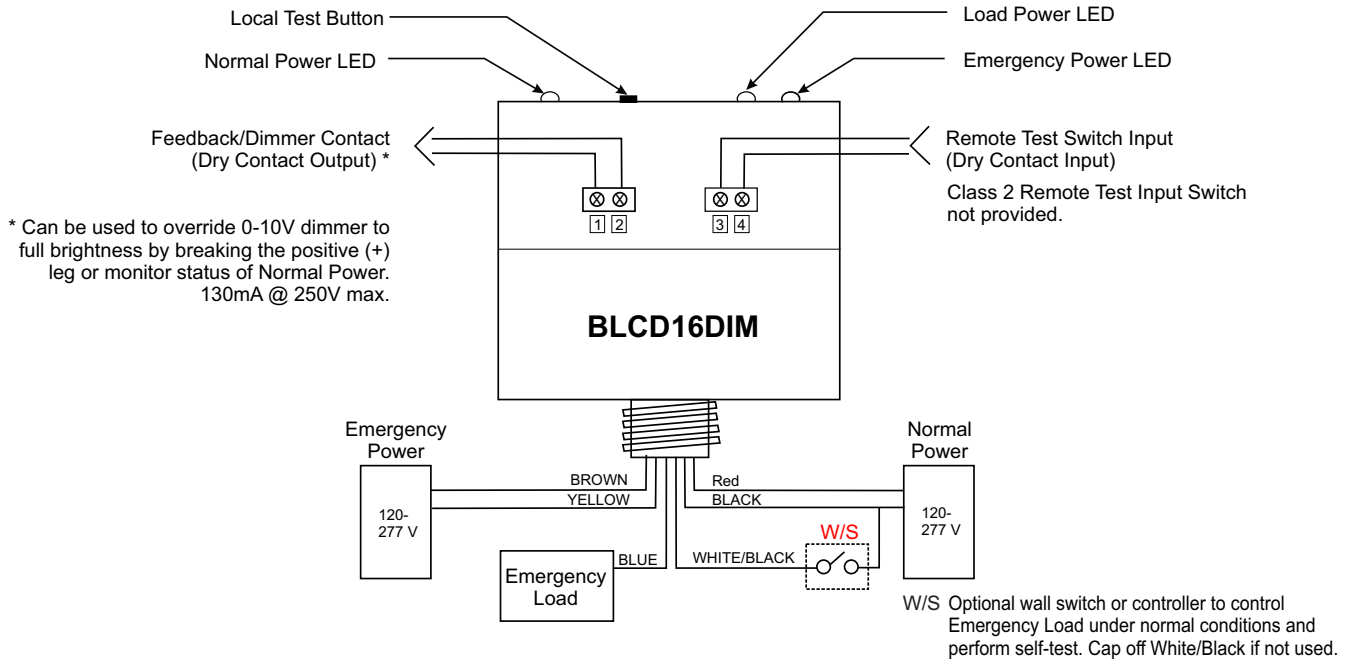 Local Test Button
Normal Power LED
Load Power LED
Emergency Power LED
Feedback/Dimmer Contact
(Dry Contact Output) *
Remote Test Switch Input
(Dry Contact Input)
Class 2 Remote Test Input Switch
not provided.
1 2
3 4
* Can be used to override 0-10V dimmer to
full brightness by breaking the positive (+)
leg or monitor status of Normal Power.
130mA @ 250V max.
BLCD16DIM
Emergency
Power
120-
277 V
BROWN
YELLOW
Red
BLACK
Normal
Power
120-
277 V
W/S
BLUE
WHITE/BLACK
Emergency
Load
W/S Optional wall switch or controller to control
Emergency Load under normal conditions and
perform self-test. Cap off White/Black if not used.